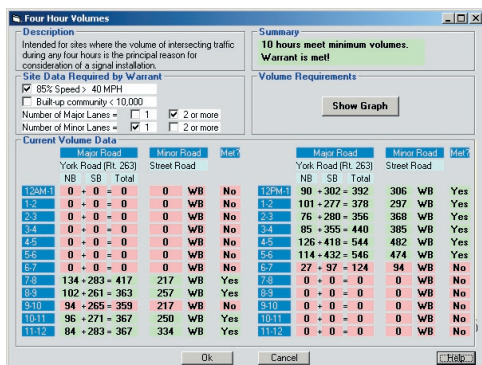 Four Hour Volumes
Description
Intended for sites where the volume of intersecting traffic
during any four hours is the principal reason for
consideration of a signal installation.
Summary
10 hours meet minimum volumes.
Warrant is met!
Site Data Required by Warrant
85% Speed > 40 MPH
Built-up community < 10,000
Number of Major Lanes = 1 2 or more
Number of Minor Lanes = 1 2 or more
Volume Requirements
Show Graph
Current Volume Data
Major Road Minor Road Met?
York Road (Rt. 263) Street Road
NB SB Total
12AM-1 0 + 0 = 0 0 WB No
1-2 0 + 0 = 0 0 WB No
2-3 0 + 0 = 0 0 WB No
3-4 0 + 0 = 0 0 WB No
4-5 0 + 0 = 0 0 WB No
5-6 0 + 0 = 0 0 WB No
6-7 0 + 0 = 0 0 WB No
7-8 134 + 283 = 417 217 WB Yes
8-9 102 + 261 = 363 257 WB Yes
9-10 94 + 265 = 359 217 WB No
10-11 96 + 271 = 367 250 WB Yes
11-12 84 + 283 = 367 334 WB Yes
Major Road Minor Road Met?
York Road (Rt. 263) Street Road
NB SB Total
12PM-1 90 + 302 = 392 306 WB Yes
1-2 101 + 277 = 378 297 WB Yes
2-3 76 + 280 = 356 368 WB Yes
3-4 85 + 355 = 440 385 WB Yes
4-5 126 + 418 = 544 482 WB Yes
5-6 114 + 432 = 546 474 WB Yes
6-7 27 + 97 = 124 94 WB No
7-8 0 + 0 = 0 0 WB No
8-9 0 + 0 = 0 0 WB No
9-10 0 + 0 = 0 0 WB No
10-11 0 + 0 = 0 0 WB No
11-12 0 + 0 = 0 0 WB No
Ok Cancel Help